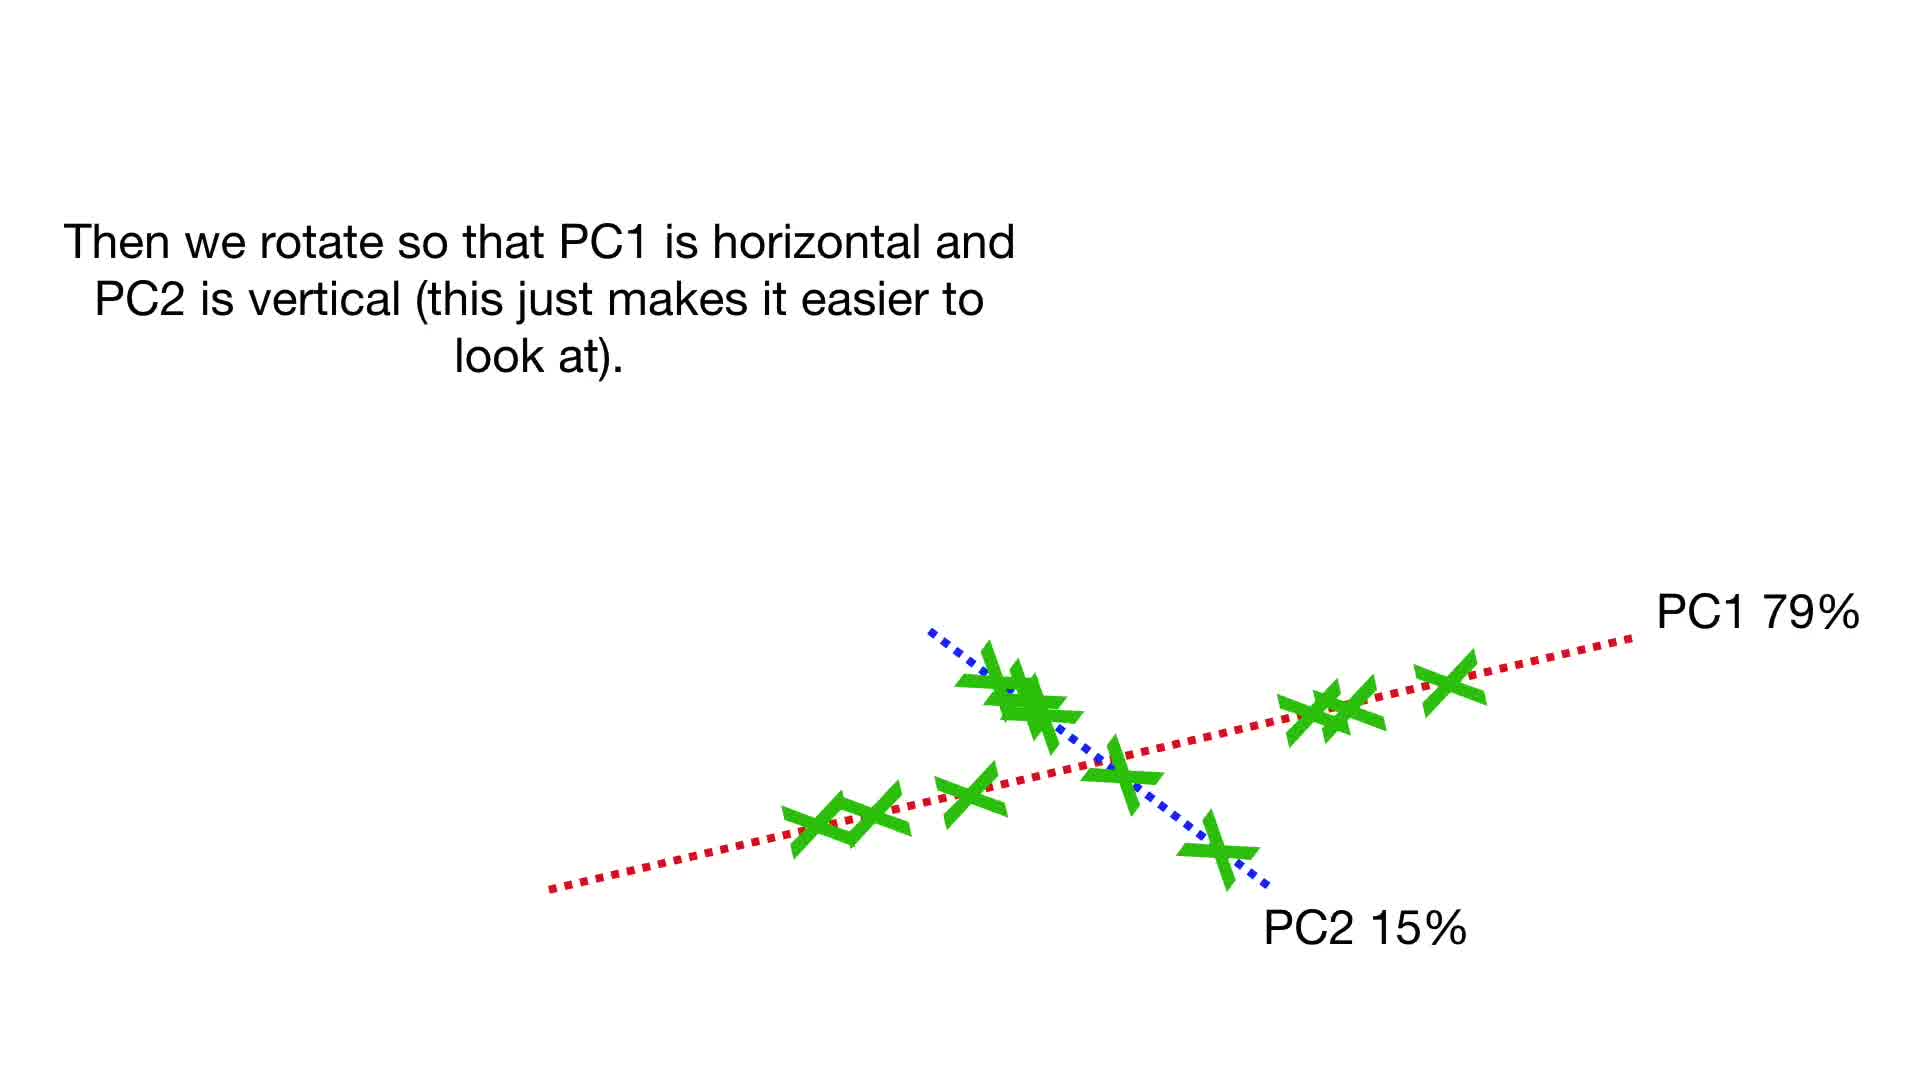 Then we rotate so that PC1 is horizontal and
PC2 is vertical (this just makes it easier to
look at).
PC1 79%
PC2 15%